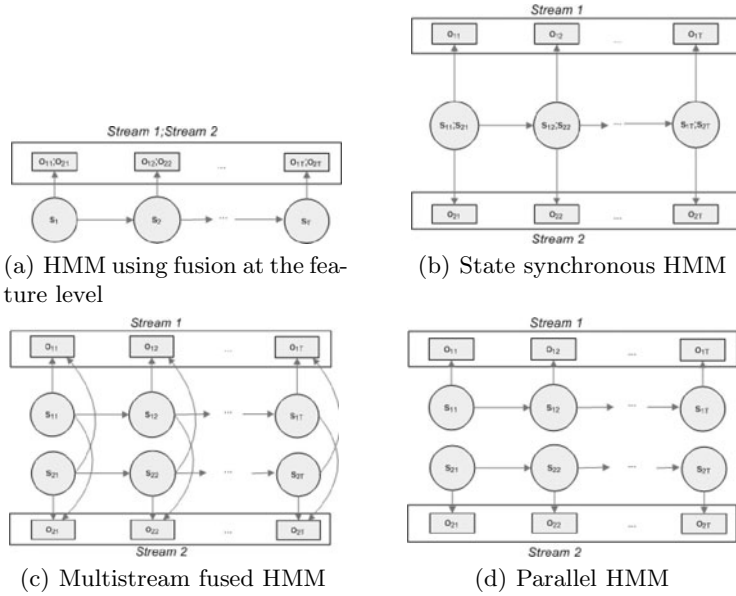 Stream 1;Stream 2
O11;O21 O12;O22 ... O1T;O2T
S1 S2 ... ST
(a) HMM using fusion at the fea-
ture level
Stream 1
O11 O12 ... O1T
S11;S21 S12;S22 ... S1T;S2T
O21 O22 ... O2T
Stream 2
(b) State synchronous HMM
Stream 1
O11 O12 ... O1T
S11 S12 ... S1T
S21 S22 ... S2T
O21 O22 ... O2T
Stream 2
(c) Multistream fused HMM
Stream 1
O11 O12 ... O1T
S11 S12 ... S1T
S21 S22 ... S2T
O21 O22 ... O2T
Stream 2
(d) Parallel HMM